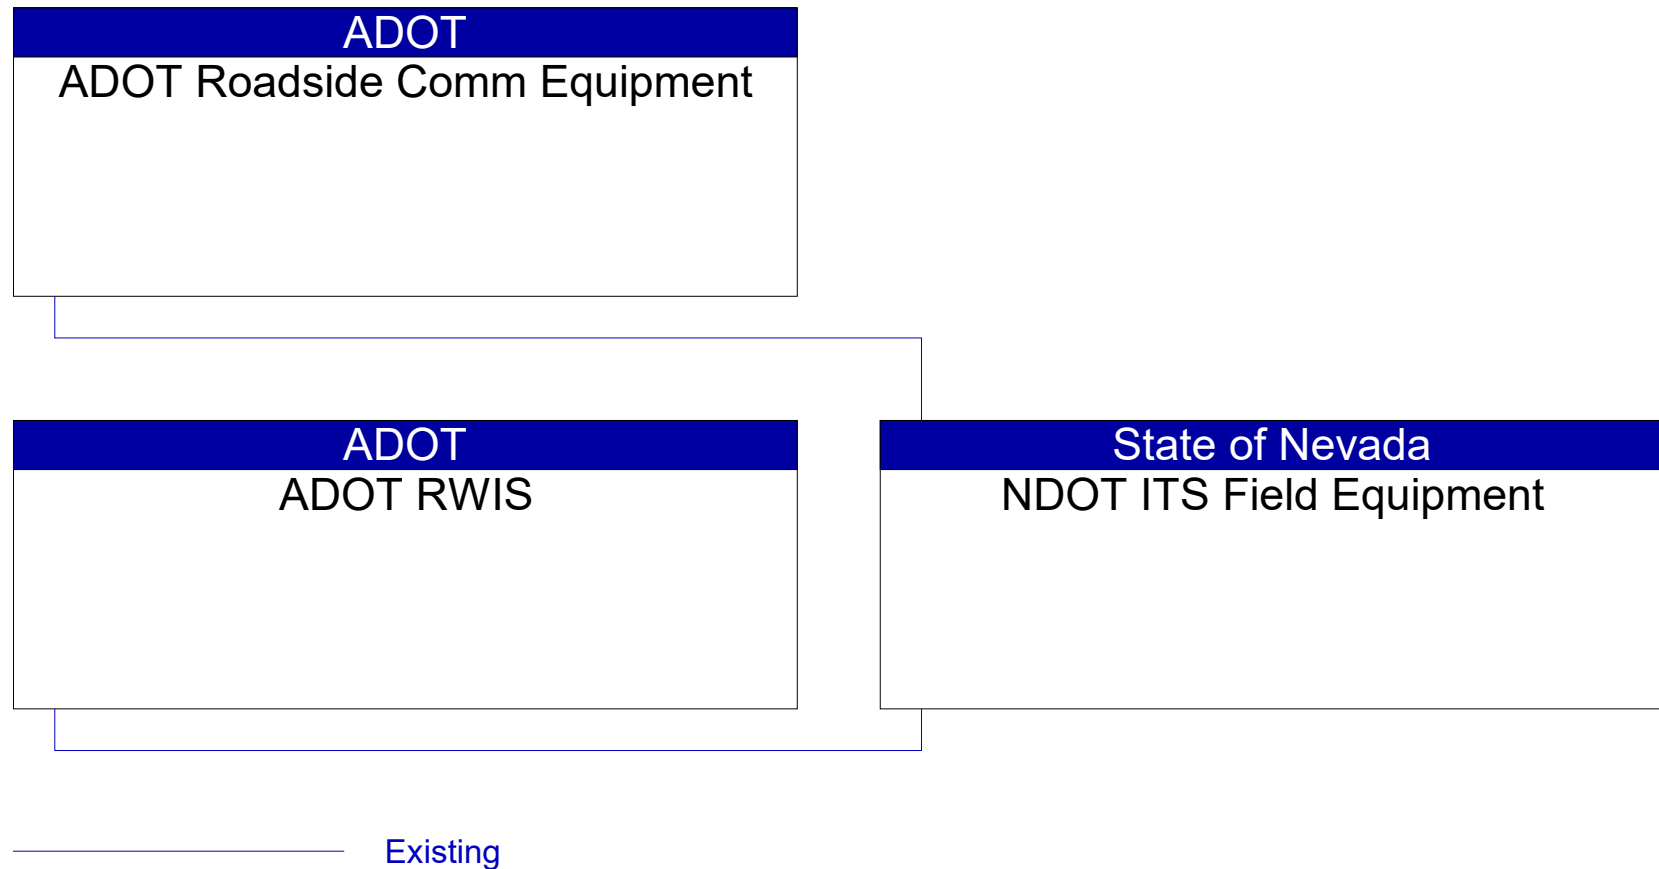 ADOT
ADOT Roadside Comm Equipment
ADOT
ADOT RWIS
State of Nevada
NDOT ITS Field Equipment
Existing